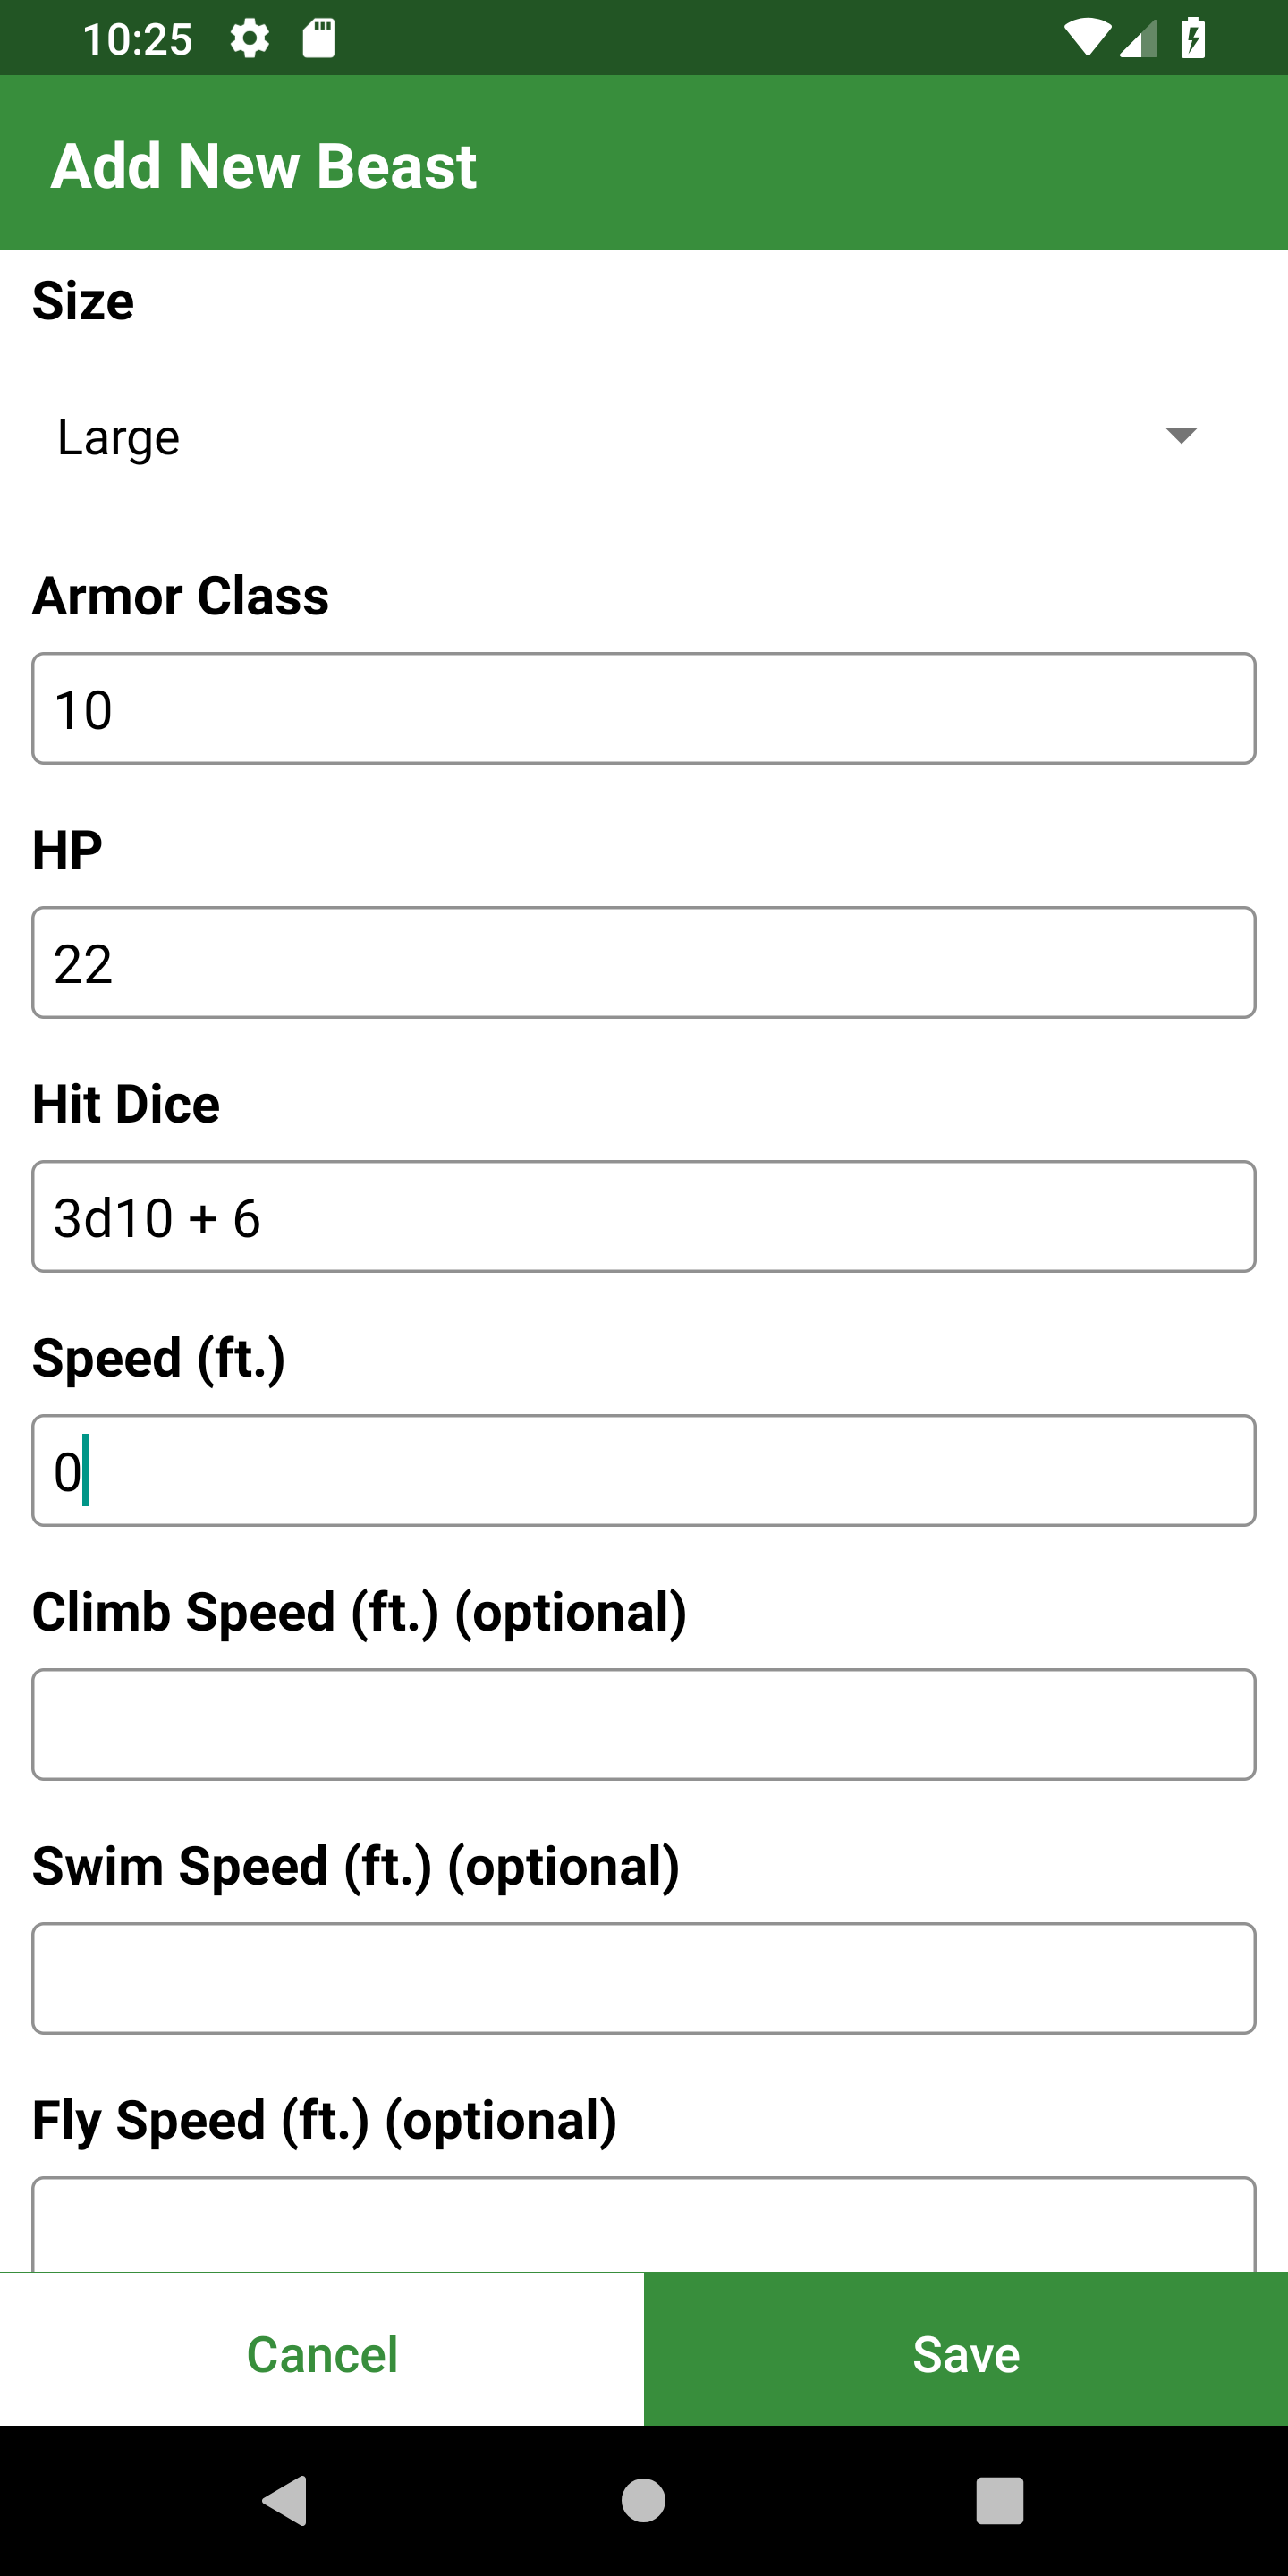 10:25
Add New Beast
Size
Large
Armor Class
10
HP
22
Hit Dice
3d10 + 6
Speed (ft.)
0
Climb Speed (ft.) (optional)
Swim Speed (ft.) (optional)
Fly Speed (ft.) (optional)
Cancel
Save